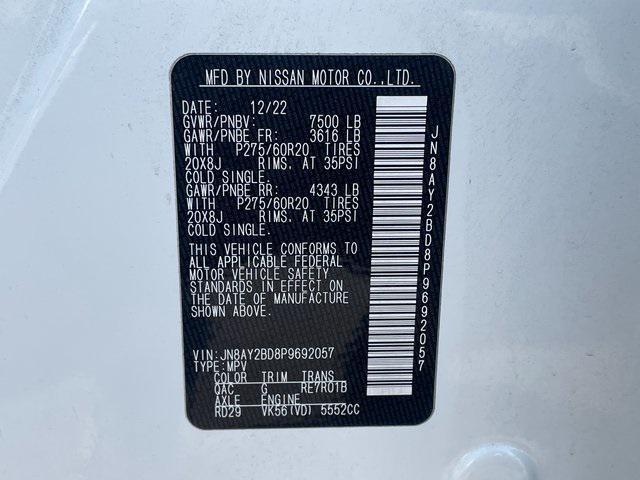 MFD BY NISSAN MOTOR CO.,LTD.
DATE: 12/22
GVWR/PNBV: 7500 LB
GAWR/PNBE FR: 3616 LB
WITH P275/60R20 TIRES
20X8J RIMS, AT 35PSI
COLD SINGLE.
GAWR/PNBE RR: 4343 LB
WITH P275/60R20 TIRES
20X8J RIMS, AT 35PSI
COLD SINGLE.
THIS VEHICLE CONFORMS TO
ALL APPLICABLE FEDERAL
MOTOR VEHICLE SAFETY
STANDARDS IN EFFECT ON
THE DATE OF MANUFACTURE
SHOWN ABOVE.
VIN:JN8AY2BD8P9692057
TYPE:MPV
COLOR TRIM TRANS
QAC G RE7R01B
AXLE ENGINE
RD29 VK56(VD) 5552CC
JN8AY2BD8P9692057